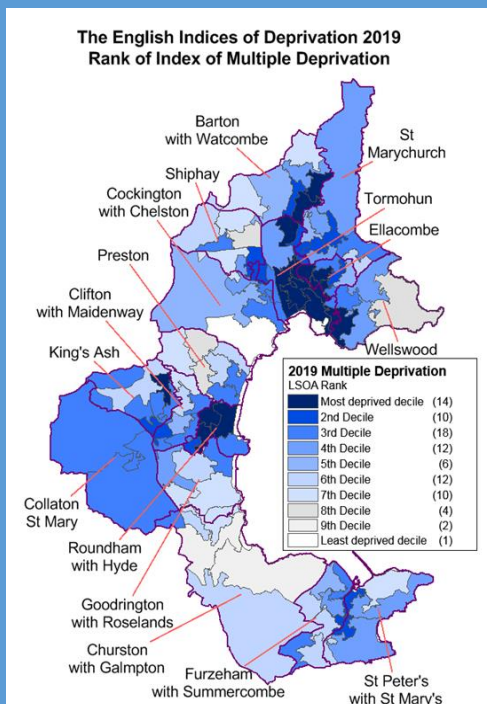 The English Indices of Deprivation 2019
Rank of Index of Multiple Deprivation
Barton
with Watcombe
St
Marychurch
Shiphay
Tormohun
Cockington
with Chelston
Ellacombe
Preston
Clifton
with Maidenway
King's Ash
Wellswood
2019 Multiple Deprivation
LSOA Rank
Most deprived decile (14)
2nd Decile (10)
3rd Decile (18)
4th Decile (12)
5th Decile (6)
6th Decile (12)
7th Decile (10)
8th Decile (4)
9th Decile (2)
Least deprived decile (1)
Collaton
St Mary
Roundham
with Hyde
Goodrington
with Roselands
Churston
with Galmpton
Furzeham
with Summercombe
St Peter's
with St Mary's